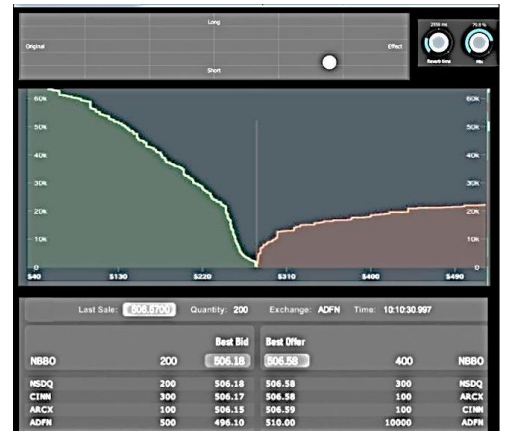 Long
Original Effect
Short
70.8 %
Reverb time Mix
60k 60k
50k 50k
40k 40k
30k 30k
20k 20k
10k 10k
0 0
$40 $130 $220 $310 $400 $490
Last Sale: 506.5700 Quantity: 200 Exchange: ADFN Time: 10:10:30.997
Best Bid Best Offer
NBBO 200 506.18 506.58 400 NBBO
NSDQ 200 506.18 506.58 300 NSDQ
CINN 300 506.17 506.58 100 ARCX
ARCX 100 506.15 506.59 100 CINN
ADFN 500 496.10 510.00 10000 ADFN